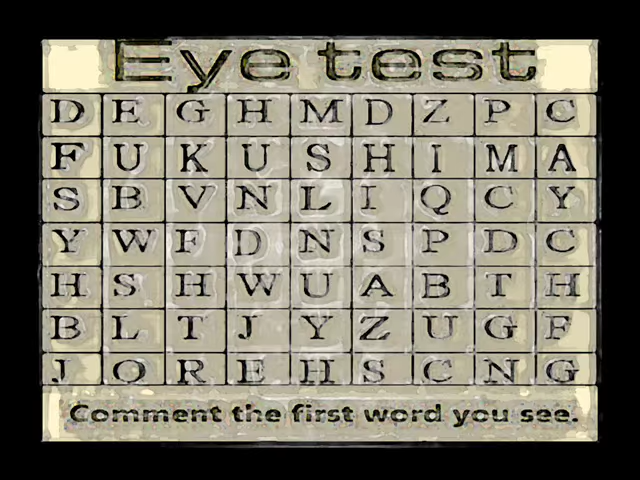 Eye test
D E G H M D Z P C
F U K U S H I M A
S B V N L I Q C Y
Y W F D N S P D C
H S H W U A B T H
B L T J Y Z U G F
J O R E H S C N G
Comment the first word you see.